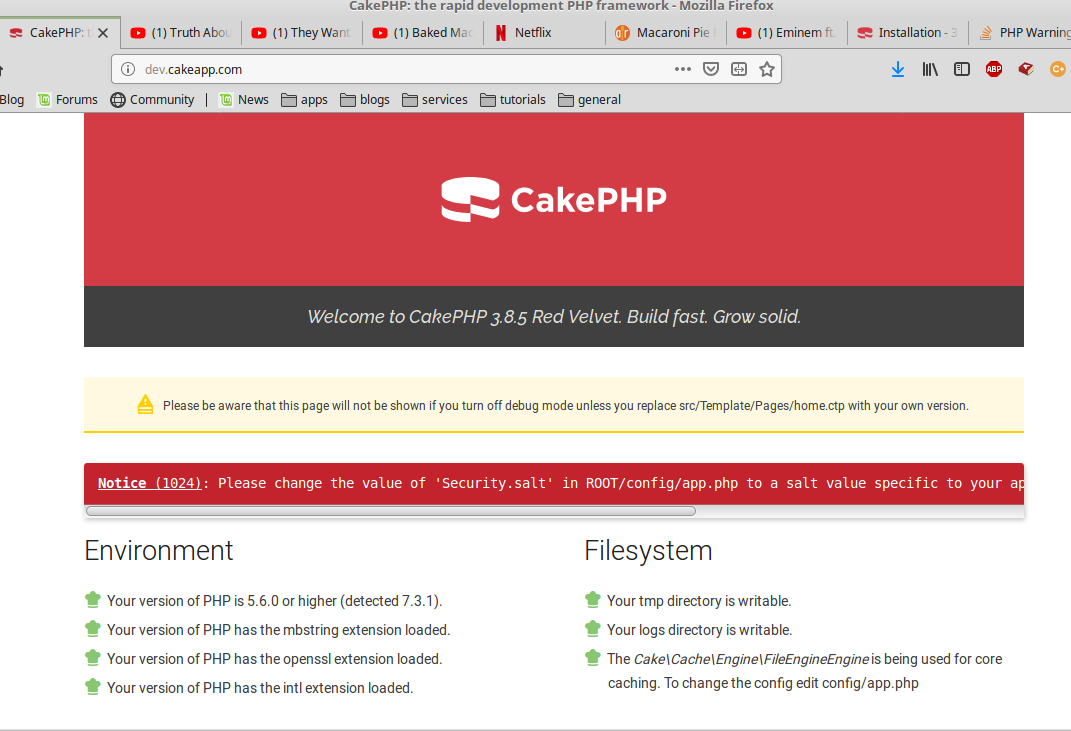 CakePHP: the rapid development PHP framework - Mozilla Firefox
CakePHP: t (1) Truth Abou (1) They Want (1) Baked Mac Netflix Macaroni Pie (1) Eminem ft. Installation - 3 PHP Warning
dev.cakeapp.com ABP C+
Blog Forums Community | News apps blogs services tutorials general
CakePHP
Welcome to CakePHP 3.8.5 Red Velvet. Build fast. Grow solid.
Please be aware that this page will not be shown if you turn off debug mode unless you replace src/Template/Pages/home.ctp with your own version.
Notice (1024): Please change the value of 'Security.salt' in ROOT/config/app.php to a salt value specific to your ap
Environment
Your version of PHP is 5.6.0 or higher (detected 7.3.1).
Your version of PHP has the mbstring extension loaded.
Your version of PHP has the openssl extension loaded.
Your version of PHP has the intl extension loaded.
Filesystem
Your tmp directory is writable.
Your logs directory is writable.
The Cake\Cache\Engine\FileEngineEngine is being used for core
caching. To change the config edit config/app.php